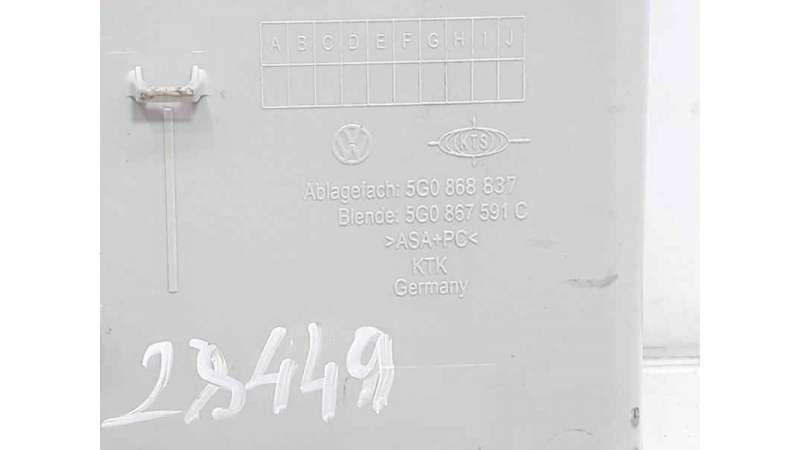 A B C D E F G H I J
KTS
Ablagefach: 5G0 868 837
Blende: 5G0 867 591 C
>ASA+PC<
KTK
Germany
28449